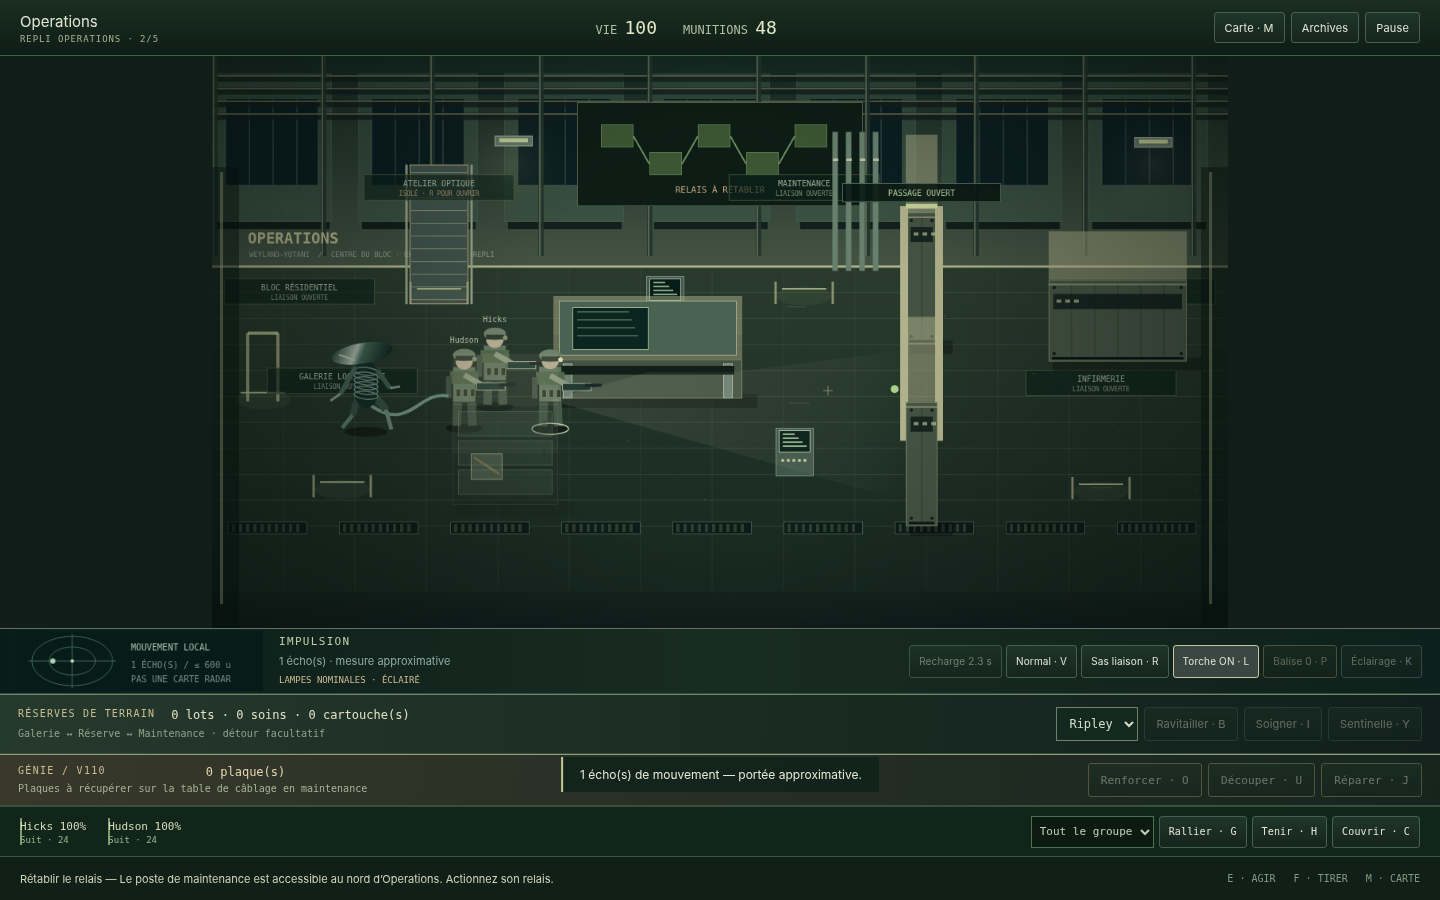 Operations
REPLI OPERATIONS · 2/5
VIE 100 MUNITIONS 48
Carte · M
Archives
Pause
ATELIER OPTIQUE
ISOLÉ · R POUR OUVRIR
RELAIS À RÉTABLIR
MAINTENANCE
LIAISON OUVERTE
PASSAGE OUVERT
OPERATIONS
WEYLAND-YUTANI / CENTRE DU BLOC · REPLI
BLOC RÉSIDENTIEL
LIAISON OUVERTE
Hicks
Hudson
GALERIE
LIAISON
INFIRMERIE
LIAISON OUVERTE
MOUVEMENT LOCAL
1 ÉCHO(S) / ≤ 600 u
PAS UNE CARTE RADAR
IMPULSION
1 écho(s) · mesure approximative
LAMPES NOMINALES · ÉCLAIRÉ
Recharge 2.3 s
Normal · V
Sas liaison · R
Torche ON · L
Balise 0 · P
Éclairage · K
RÉSERVES DE TERRAIN 0 lots · 0 soins · 0 cartouche(s)
Galerie ↔ Réserve ↔ Maintenance · détour facultatif
Ripley
Ravitailler · B
Soigner · I
Sentinelle · Y
GÉNIE / V110 0 plaque(s)
Plaques à récupérer sur la table de câblage en maintenance
1 écho(s) de mouvement — portée approximative.
Renforcer · O
Découper · U
Réparer · J
Hicks 100%
Suit · 24
Hudson 100%
Suit · 24
Tout le groupe
Rallier · G
Tenir · H
Couvrir · C
Rétablir le relais — Le poste de maintenance est accessible au nord d'Operations. Actionnez son relais.
E · AGIR F · TIRER M · CARTE